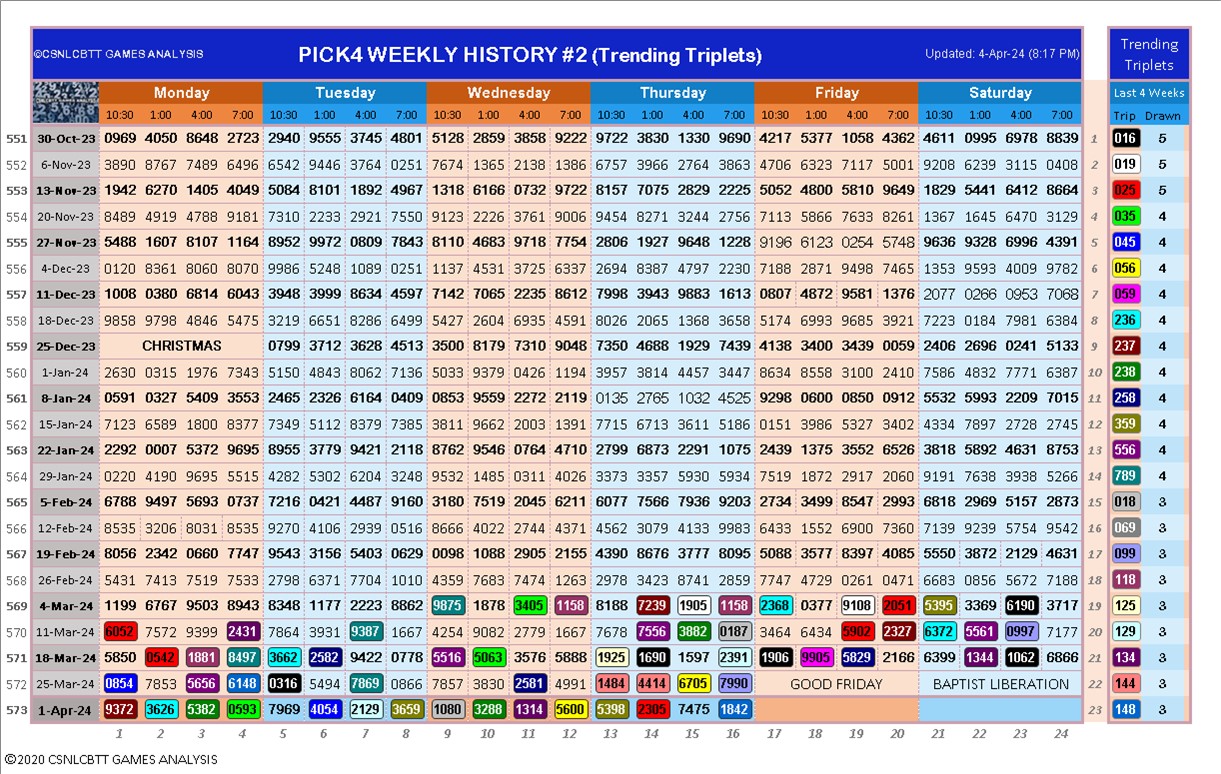 ©CSNLCBTT GAMES ANALYSIS PICK4 WEEKLY HISTORY #2 (Trending Triplets) Updated: 4-Apr-24 (8:17 PM) Trending Triplets
Monday Tuesday Wednesday Thursday Friday Saturday Last 4 Weeks
10:30 1:00 4:00 7:00 10:30 1:00 4:00 7:00 10:30 1:00 4:00 7:00 10:30 1:00 4:00 7:00 10:30 1:00 4:00 7:00 10:30 1:00 4:00 7:00 Trip Drawn
551 30-Oct-23 0969 4050 8648 2723 2940 9555 3745 4801 5128 2859 3858 9222 9722 3830 1330 9690 4217 5377 1058 4362 4611 0995 6978 8839 1 016 5
552 6-Nov-23 3890 8767 7489 6496 6542 9446 3764 0251 7674 1365 2138 1386 6757 3966 2764 3863 4706 6323 7117 5001 9208 6239 3115 0408 2 019 5
553 13-Nov-23 1942 6270 1405 4049 5084 8101 1892 4967 1318 6166 0732 9722 8157 7075 2829 2225 5052 4800 5810 9649 1829 5441 6412 8664 3 025 5
554 20-Nov-23 8489 4919 4788 9181 7310 2233 2921 7550 9123 2226 3761 9006 9454 8271 3244 2756 7113 5866 7633 8261 1367 1645 6470 3129 4 035 4
555 27-Nov-23 5488 1607 8107 1164 8952 9972 0809 7843 8110 4683 9718 7754 2806 1927 9648 1228 9196 6123 0254 5748 9636 9328 6996 4391 5 045 4
556 4-Dec-23 0120 8361 8060 8070 9986 5248 1089 0251 1137 4531 3725 6337 2694 8387 4797 2230 7188 2871 9498 7465 1353 9593 4009 9782 6 056 4
557 11-Dec-23 1008 0380 6814 6043 3948 3999 8634 4597 7142 7065 2235 8612 7998 3943 9883 1613 0807 4872 9581 1376 2077 0266 0953 7068 7 059 4
558 18-Dec-23 9858 9798 4846 5475 3219 6651 8286 6499 5427 2604 6935 4591 8026 2065 1368 3658 5174 6993 9685 3921 7223 0184 7981 6384 8 236 4
559 25-Dec-23 CHRISTMAS 0799 3712 3628 4513 3500 8179 7310 9048 7350 4688 1929 7439 4138 3400 3439 0059 2406 2696 0241 5133 9 237 4
560 1-Jan-24 2630 0315 1976 7343 5150 4843 8062 7136 5033 9379 0426 1194 3957 3814 4457 3447 8634 8558 3100 2410 7586 4832 7771 6387 10 238 4
561 8-Jan-24 0591 0327 5409 3553 2465 2326 6164 0409 0853 9559 2272 2119 0135 2765 1032 4525 9298 0600 0850 0912 5532 5993 2209 7015 11 258 4
562 15-Jan-24 7123 6589 1800 8377 7349 5112 8379 7385 3811 9662 2003 1391 7715 6713 3611 5186 0151 3986 5327 3402 4334 7897 2728 2745 12 359 4
563 22-Jan-24 2292 0007 5372 9695 8955 3779 9421 2118 8762 9546 0764 4710 2799 6873 2291 1075 2439 1375 3552 6526 3818 5892 4631 8753 13 556 4
564 29-Jan-24 0220 4190 9695 5515 4282 5302 6204 3249 9532 1485 0311 4026 3373 3357 5930 5934 7519 1872 2917 2060 9191 7638 3938 5266 14 789 4
565 5-Feb-24 6788 9497 5693 0737 7216 0421 4487 9160 3180 7519 2045 6211 6077 7566 7936 9203 2734 3499 8547 2993 6818 2969 5157 2873 15 018 3
566 12-Feb-24 8535 3206 8031 8535 9270 4106 2939 0516 8666 4022 2744 4371 4562 3079 4133 9983 6433 1552 6900 7360 7139 9239 5754 9542 16 069 3
567 19-Feb-24 8056 2342 0660 7747 9543 3156 5403 0629 0098 1088 2905 2155 4390 8676 3777 8095 5088 3577 8397 4085 5550 3872 2129 4631 17 099 3
568 26-Feb-24 5431 7413 7519 7533 2798 6371 7704 1010 4359 7683 7474 1263 2978 3423 8741 2859 7747 4729 0261 0471 6683 0856 5672 7188 18 118 3
569 4-Mar-24 1199 6767 9503 8943 8348 1177 2223 8862 9875 1878 3405 1158 8188 7239 1905 1158 2368 0377 9108 2051 5395 3369 6190 3717 19 125 3
570 11-Mar-24 6052 7572 9399 2431 7864 3931 9387 1667 4254 9082 2779 1667 7678 7556 3882 0187 3464 6434 5902 2327 6372 5561 0997 7177 20 129 3
571 18-Mar-24 5850 0542 1881 8497 3662 2582 9422 0778 5516 5063 3576 5888 1925 1690 1597 2391 1906 9905 5829 2166 6399 1344 1062 6866 21 134 3
572 25-Mar-24 0854 7853 5656 6148 0316 5494 7869 0866 7857 3830 2581 4991 1484 4414 6705 7990 GOOD FRIDAY BAPTIST LIBERATION 22 144 3
573 1-Apr-24 9372 3626 5382 0593 7969 4054 2129 3659 1080 3288 1314 5600 5398 2305 7475 1842 23 148 3
1 2 3 4 5 6 7 8 9 10 11 12 13 14 15 16 17 18 19 20 21 22 23 24
©2020 CSNLCBTT GAMES ANALYSIS